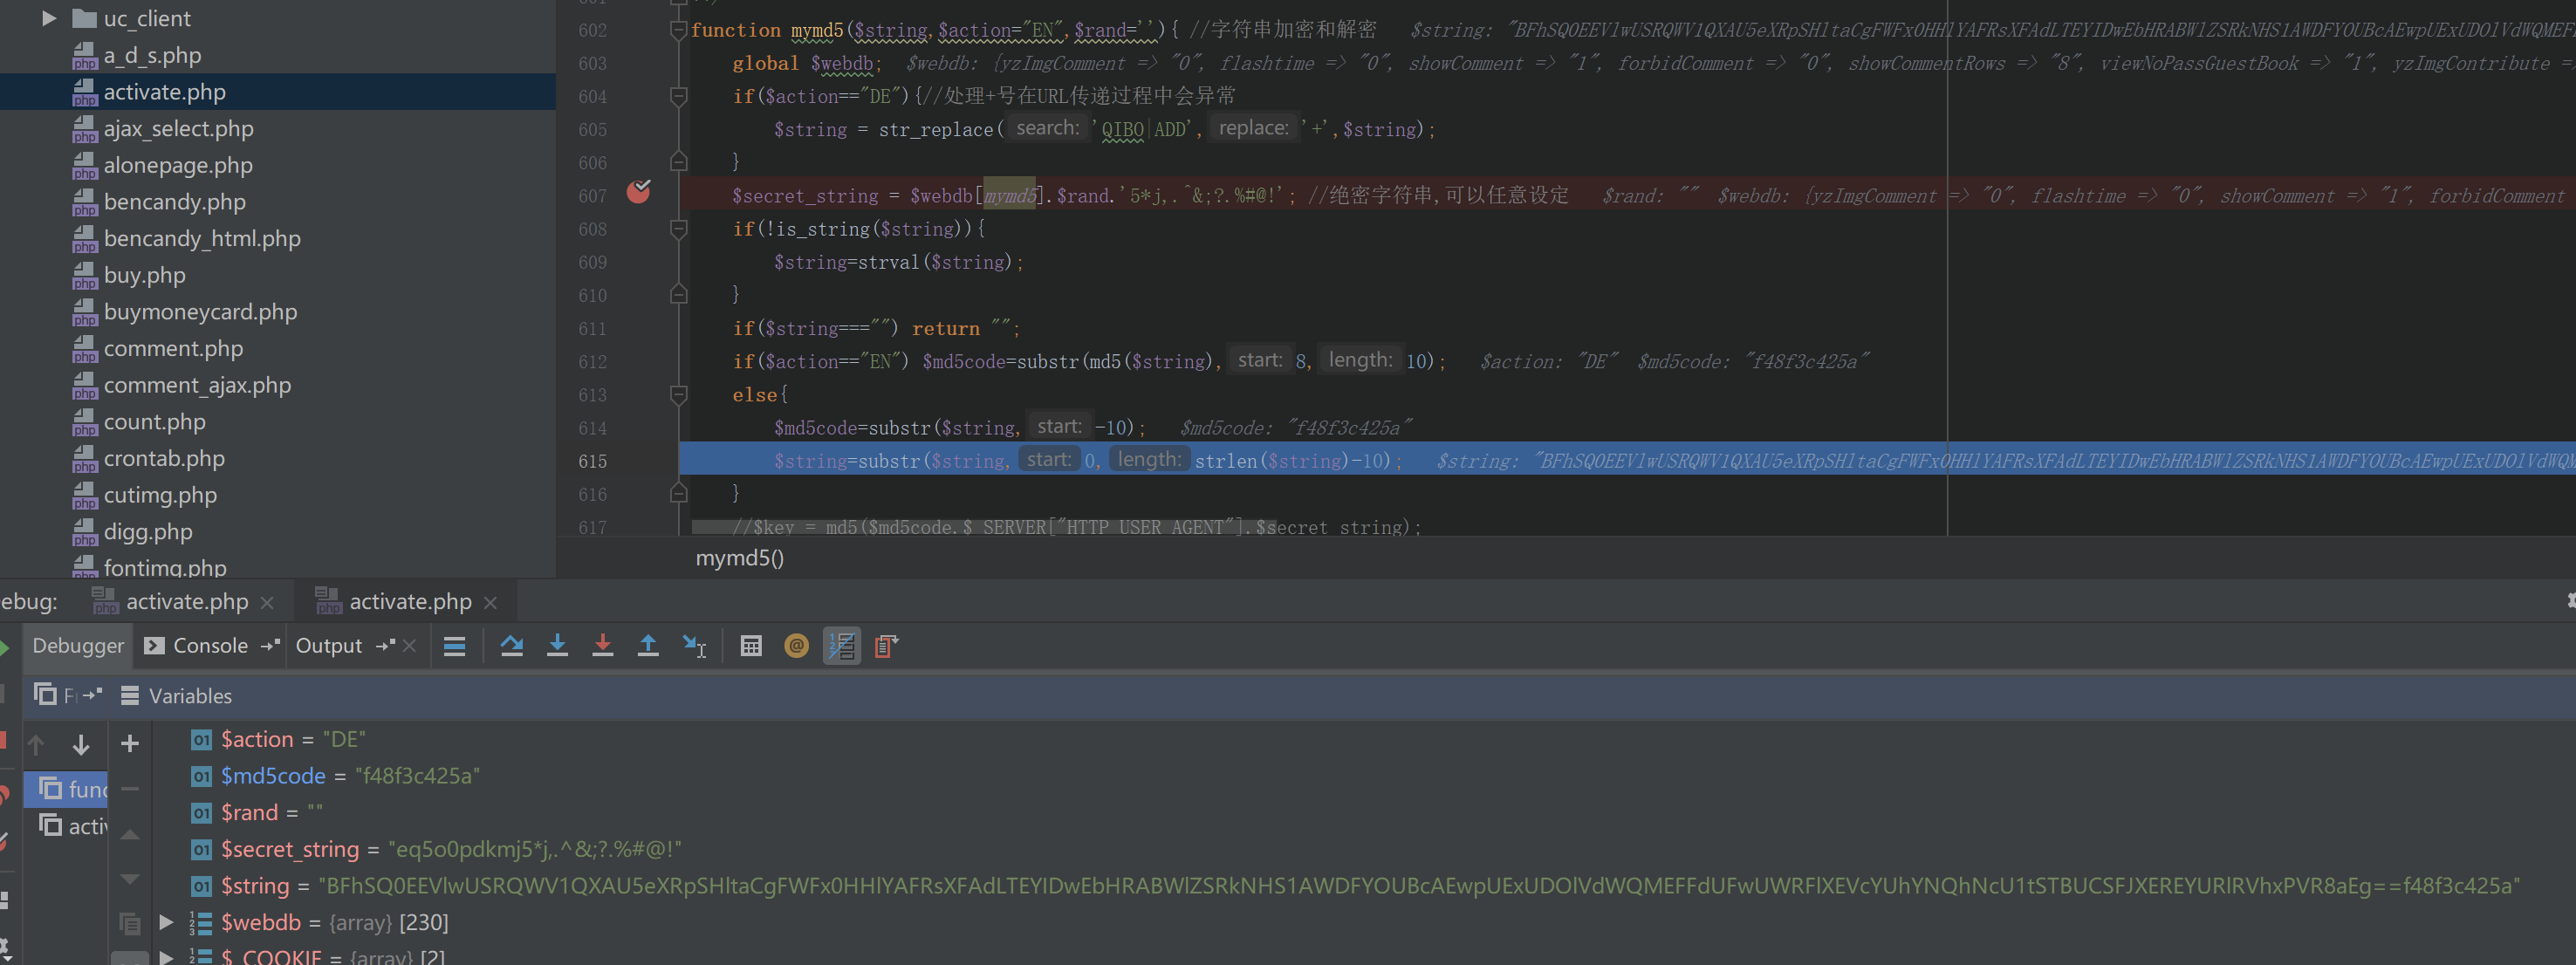 uc_client
a_d_s.php
activate.php
ajax_select.php
alonepage.php
bencandy.php
bencandy_html.php
buy.php
buymoneycard.php
comment.php
comment_ajax.php
count.php
crontab.php
cutimg.php
digg.php
fontimg.php
602 function mymd5($string,$action="EN",$rand=''){ //字符串加密和解密 $string: "BFhSQ0EEVlwUSRQWV1QXAU5eXRpSHltaCgFWFx0HHlYAFRsXFAdLTEYIDwEbHRABWlZSRkNHS1AWDFYOUBcAEwpUExUDOlVdWQMEFF
603 global $webdb; $webdb: {yzImgComment => "0", flashtime => "0", showComment => "1", forbidComment => "0", showCommentRows => "8", viewNoPassGuestBook => "1", yzImgContribute =>
604 if($action=="DE"){//处理+号在URL传递过程中会异常
605 $string = str_replace( search: 'QIBO|ADD', replace: '+',$string);
606 }
607 $secret_string = $webdb[mymd5].$rand.'5*j,.^&;?.%#@!'; //绝密字符串,可以任意设定 $rand: "" $webdb: {yzImgComment => "0", flashtime => "0", showComment => "1", forbidComment
608 if(!is_string($string)){
609 $string=strval($string);
610 }
611 if($string==="") return "";
612 if($action=="EN") $md5code=substr(md5($string), start: 8, length: 10); $action: "DE" $md5code: "f48f3c425a"
613 else{
614 $md5code=substr($string, start: -10); $md5code: "f48f3c425a"
615 $string=substr($string, start: 0, length: strlen($string)-10); $string: "BFhSQ0EEVlwUSRQWV1QXAU5eXRpSHltaCgFWFx0HHlYAFRsXFAdLTEYIDwEbHRABWlZSRkNHS1AWDFYOUBcAEwpUExUDOlVdWQM
616 }
617 //$key = md5($md5code.$_SERVER["HTTP_USER_AGENT"].$secret_string);
mymd5()
ebug: activate.php activate.php
Debugger Console Output
Variables
$action = "DE"
$md5code = "f48f3c425a"
$rand = ""
$secret_string = "eq5o0pdkmj5*j,.^&;?.%#@!"
$string = "BFhSQ0EEVlwUSRQWV1QXAU5eXRpSHltaCgFWFx0HHlYAFRsXFAdLTEYIDwEbHRABWlZSRkNHS1AWDFYOUBcAEwpUExUDOlVdWQMEFFdUFwUWRFlXEVcYUhYNQhNcU1tSTBUCSFJXEREYURlRVhxPVR8aEg==f48f3c425a"
$webdb = {array} [230]
$_COOKIE = {array} [2]
func
activ